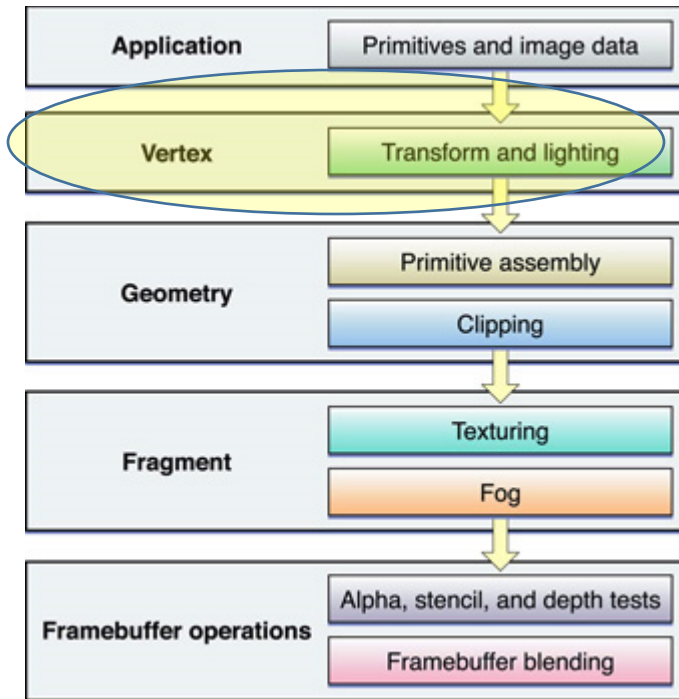 Application
Primitives and image data
Vertex
Transform and lighting
Geometry
Primitive assembly
Clipping
Fragment
Texturing
Fog
Framebuffer operations
Alpha, stencil, and depth tests
Framebuffer blending